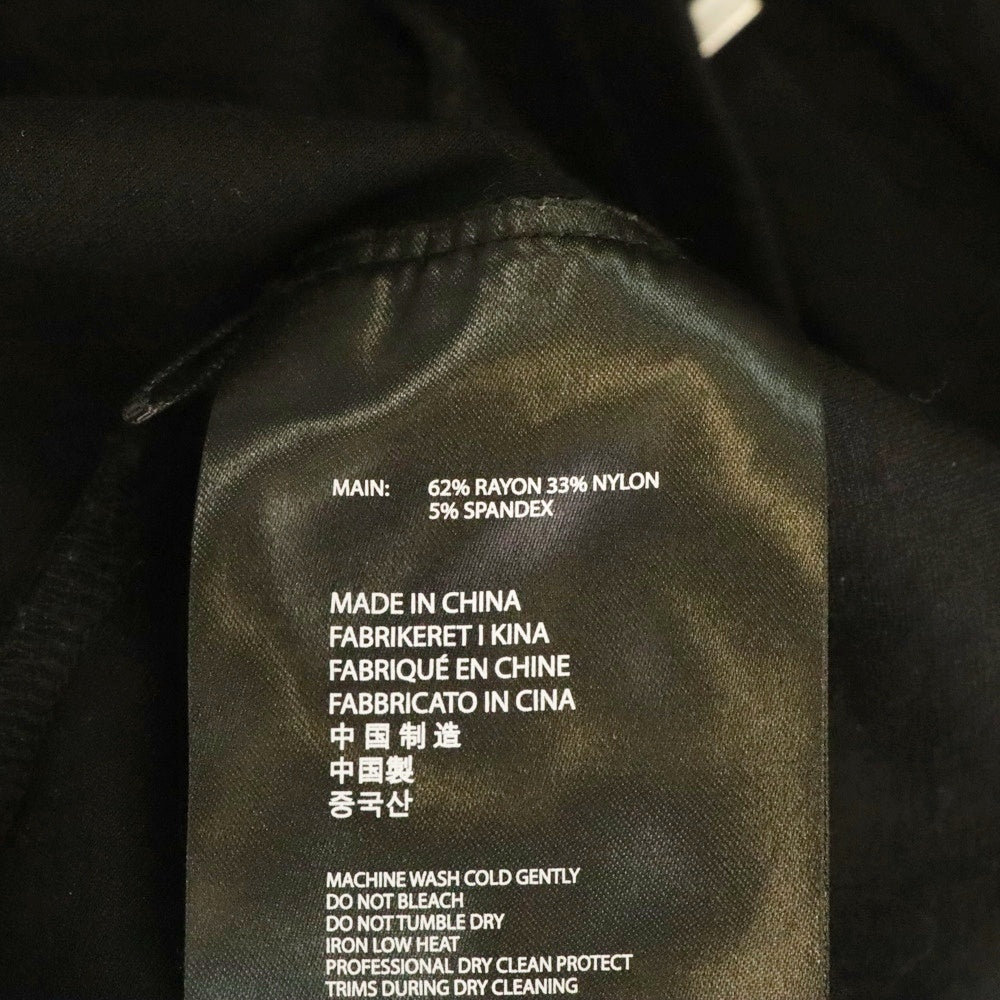 MAIN: 62% RAYON 33% NYLON
5% SPANDEX
MADE IN CHINA
FABRIKERET I KINA
FABRIQUÉ EN CHINE
FABBRICATO IN CINA
中国制造
中国製
중국산
MACHINE WASH COLD GENTLY
DO NOT BLEACH
DO NOT TUMBLE DRY
IRON LOW HEAT
PROFESSIONAL DRY CLEAN PROTECT
TRIMS DURING DRY CLEANING